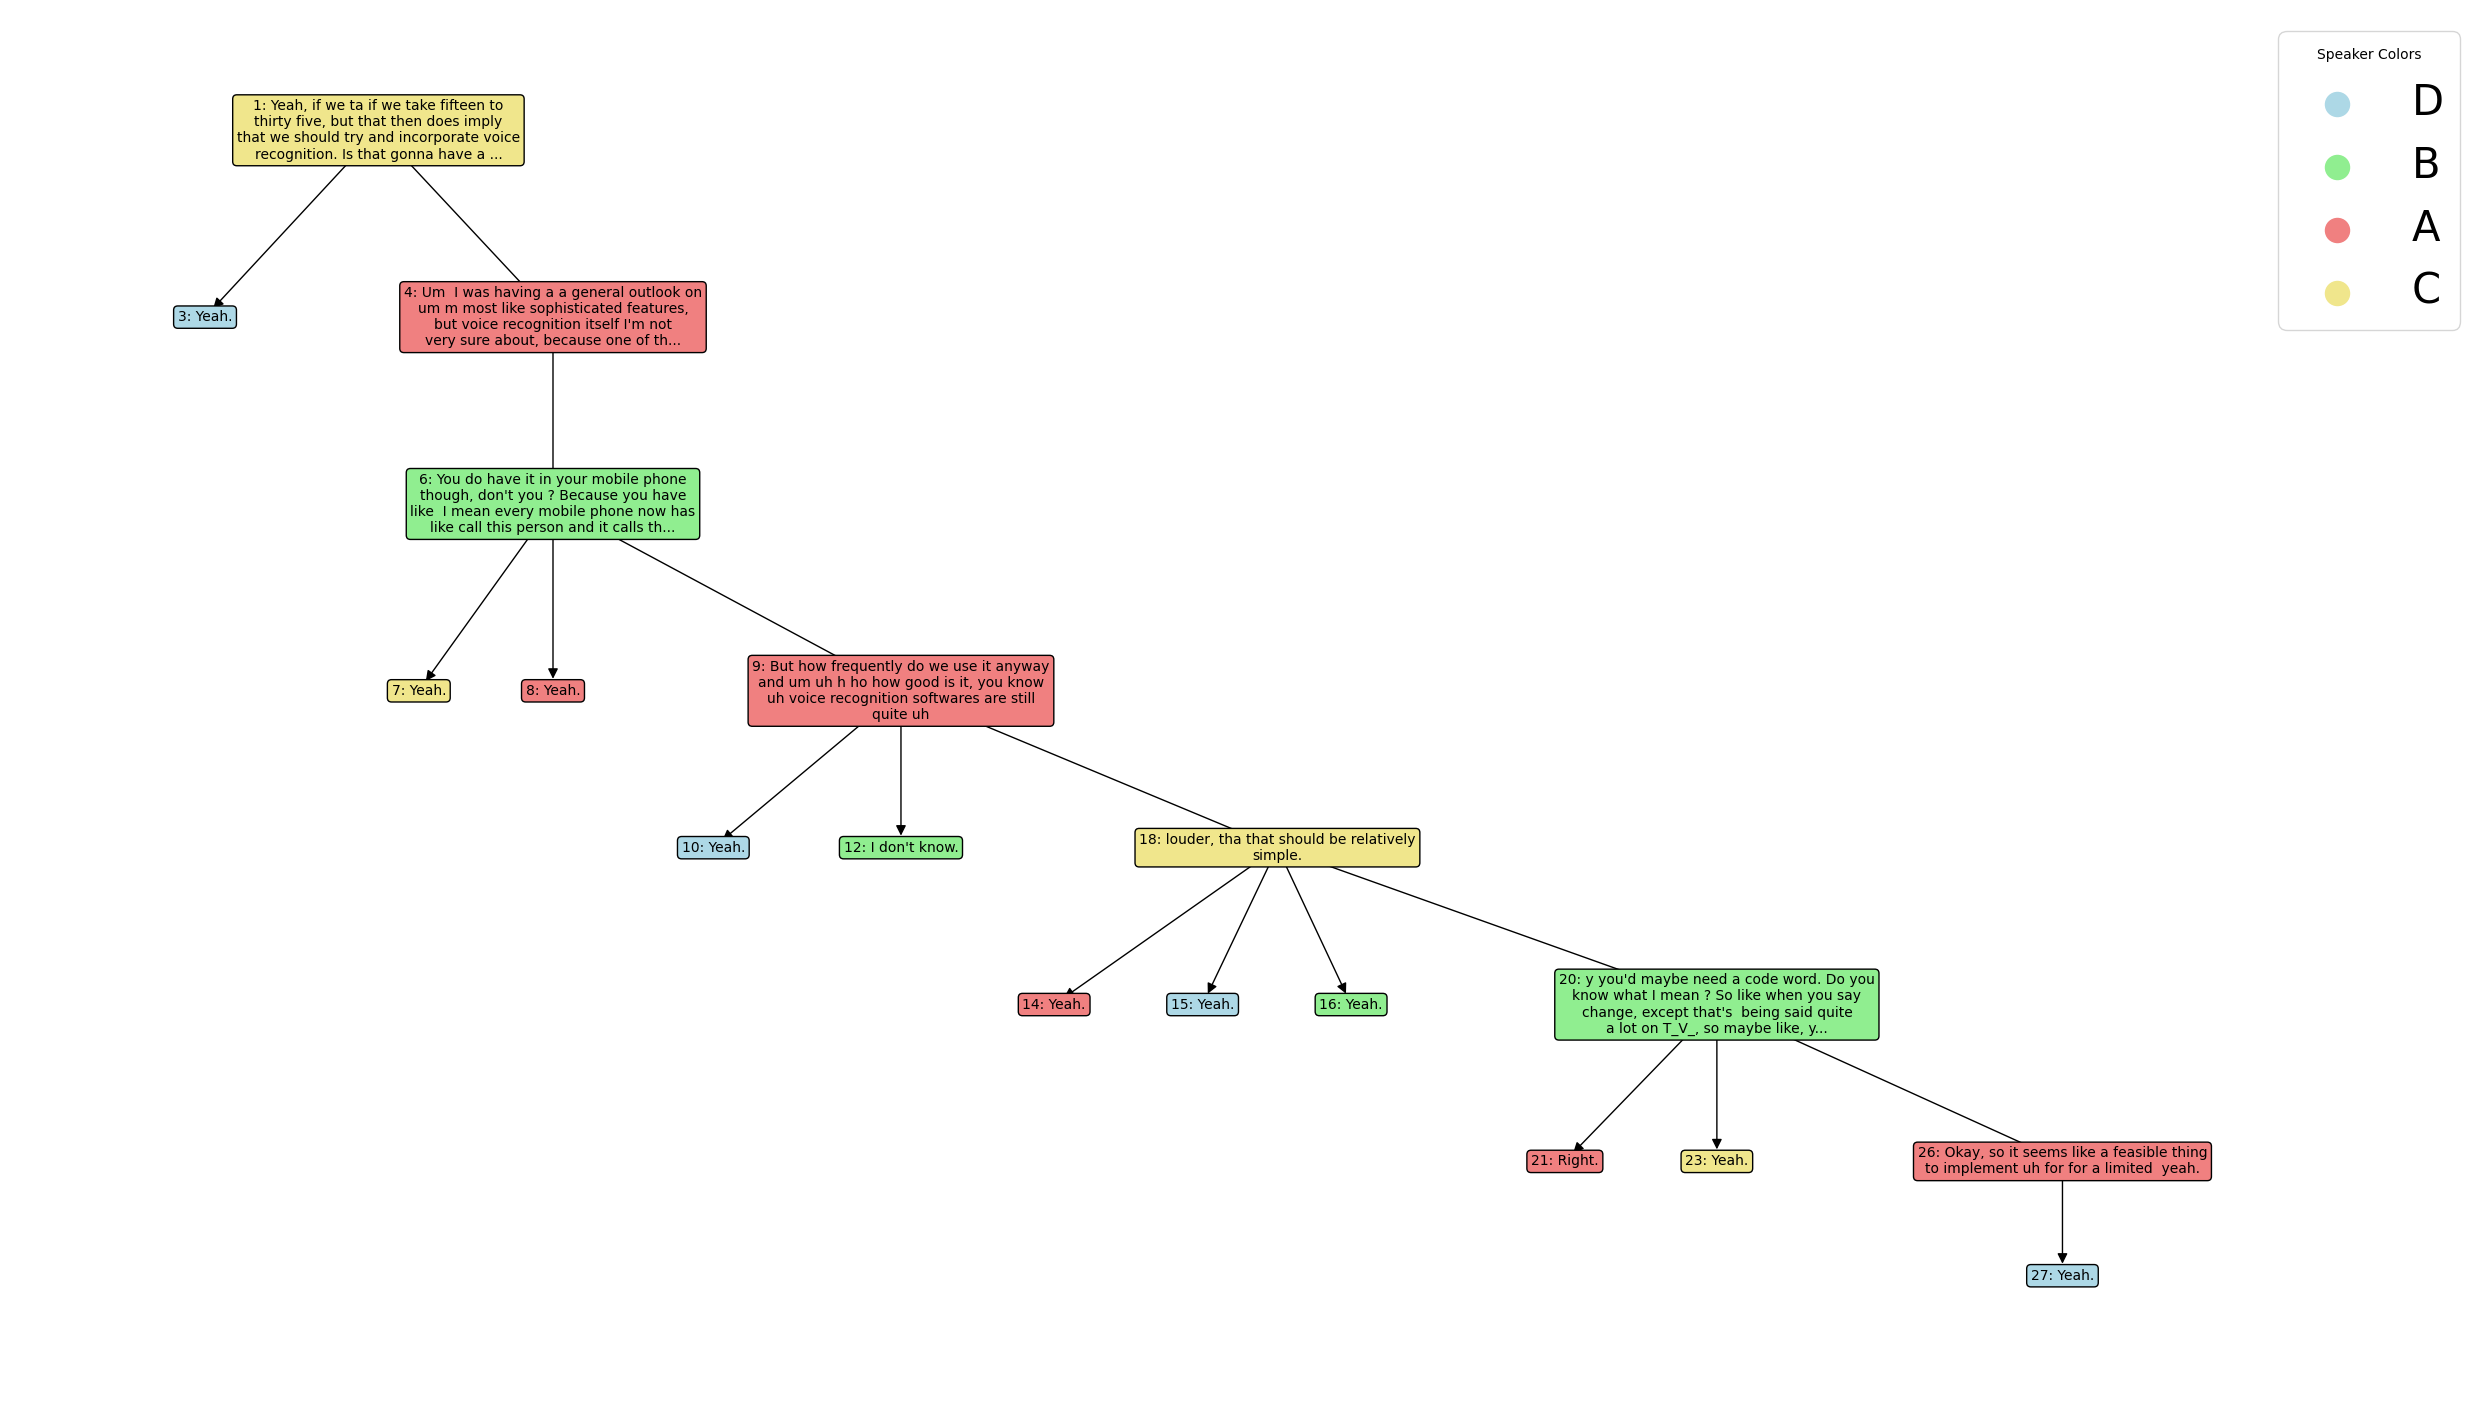 Speaker Colors
D
B
A
C
1: Yeah, if we ta if we take fifteen to
thirty five, but that then does imply
that we should try and incorporate voice
recognition. Is that gonna have a ...
3: Yeah.
4: Um  I was having a a general outlook on
um m most like sophisticated features,
but voice recognition itself I'm not
very sure about, because one of th...
6: You do have it in your mobile phone
though, don't you ? Because you have
like  I mean every mobile phone now has
like call this person and it calls th...
7: Yeah.
8: Yeah.
9: But how frequently do we use it anyway
and um uh h ho how good is it, you know
uh voice recognition softwares are still
quite uh
10: Yeah.
12: I don't know.
18: louder, tha that should be relatively
simple.
14: Yeah.
15: Yeah.
16: Yeah.
20: y you'd maybe need a code word. Do you
know what I mean ? So like when you say
change, except that's  being said quite
a lot on T_V_, so maybe like, y...
21: Right.
23: Yeah.
26: Okay, so it seems like a feasible thing
to implement uh for for a limited  yeah.
27: Yeah.